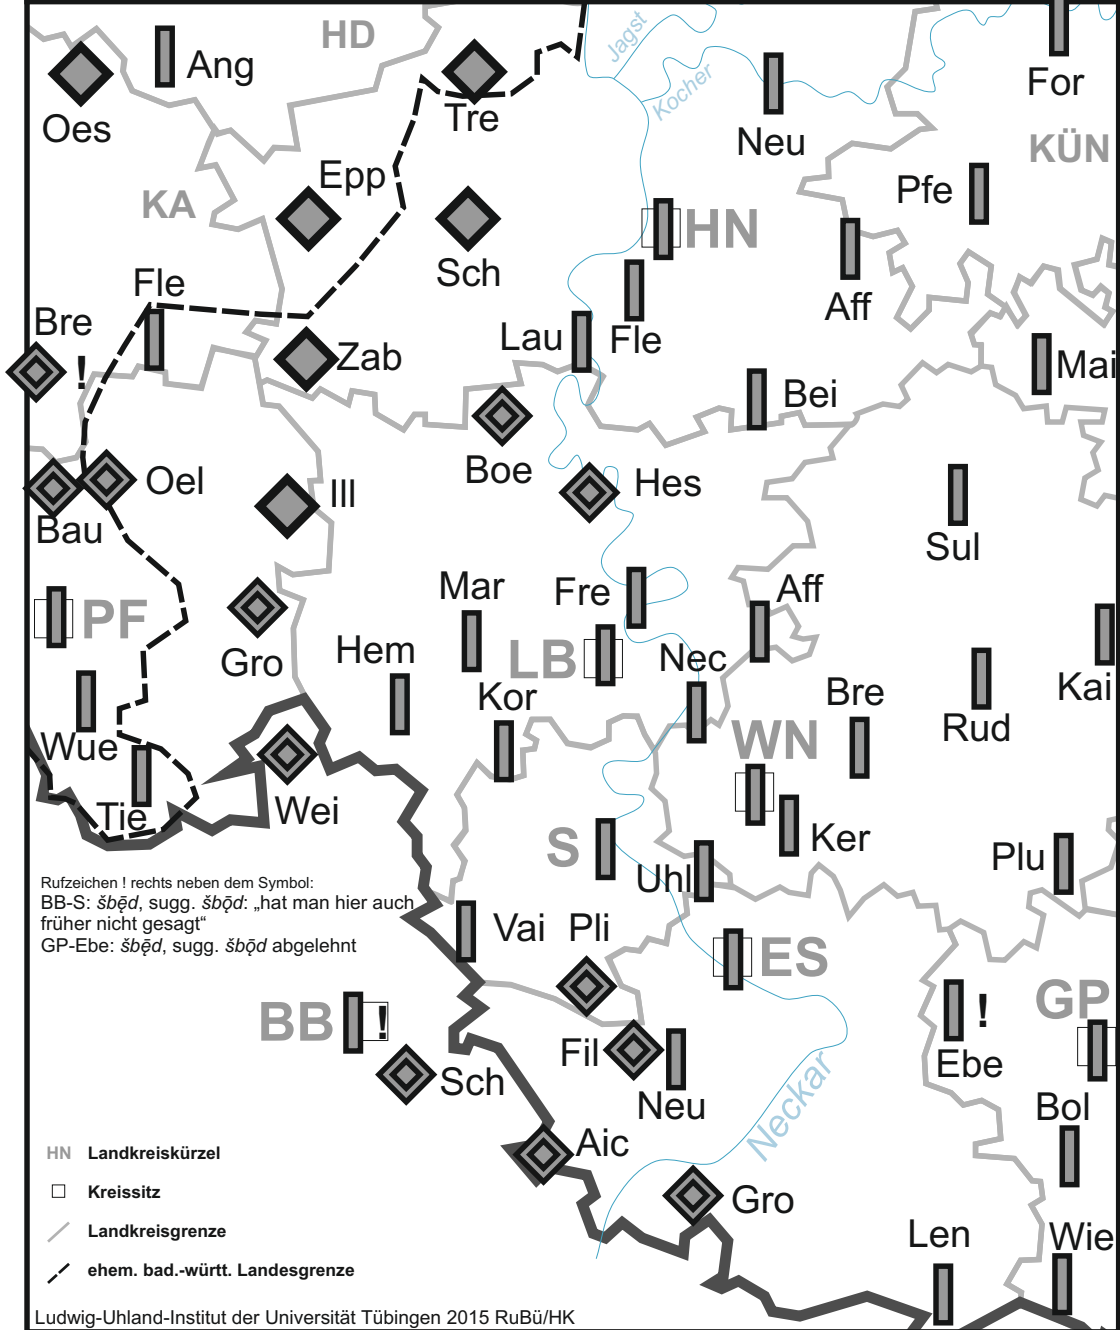 HD
Jagst
Ang
Oes
Tre
Kocher
Neu
For
KÜN
Epp
KA
Pfe
HN
Sch
Aff
Fle
Bre
!
Lau
Fle
Zab
Mai
Bei
Boe
Oel
Ill
Hes
Bau
Sul
Mar
Fre
Aff
PF
Gro
Hem
LB
Nec
Kai
Kor
Bre
Rud
Wue
WN
Tie
Wei
Ker
S
Uhl
Plu
Rufzeichen ! rechts neben dem Symbol:
BB-S: šbę̄d, sugg. šbǭd: „hat man hier auch
früher nicht gesagt“
GP-Ebe: šbę̄d, sugg. šbǭd abgelehnt
Vai
Pli
ES
GP
BB
!
!
Fil
Ebe
Sch
Neu
Neckar
Bol
Aic
HN Landkreiskürzel
Kreissitz
Gro
Landkreisgrenze
Len
Wie
ehem. bad.-württ. Landesgrenze
Ludwig-Uhland-Institut der Universität Tübingen 2015 RuBü/HK